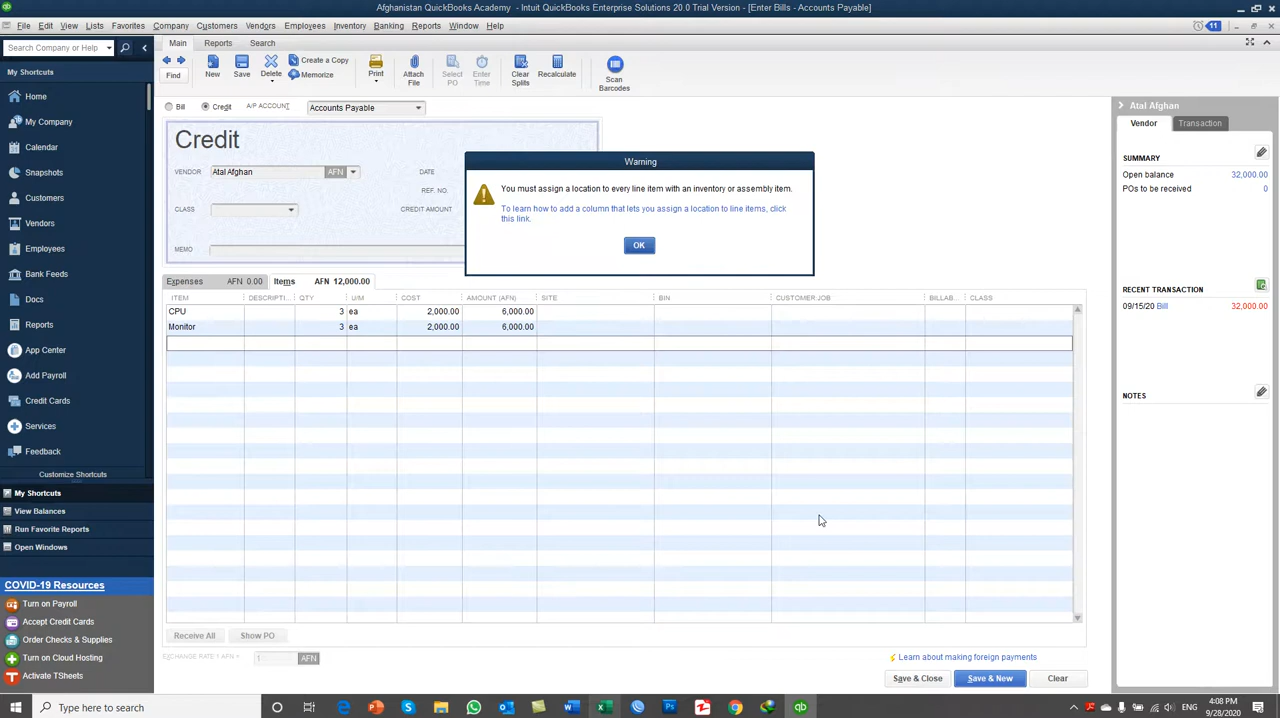 Afghanistan QuickBooks Academy - Intuit QuickBooks Enterprise Solutions 20.0 Trial Version - [Enter Bills - Accounts Payable]
File Edit View Lists Favorites Company Customers Vendors Employees Inventory Banking Reports Window Help
11
Search Company or Help
Main Reports Search
My Shortcuts
Find
New
Save
Delete
Create a Copy
Memorize
Print
Attach
File
Select
PO
Enter
Time
Clear
Splits
Recalculate
Scan
Barcodes
Home
My Company
Calendar
Snapshots
Customers
Vendors
Employees
Bank Feeds
Docs
Reports
App Center
Add Payroll
Credit Cards
Services
Feedback
Customize Shortcuts
My Shortcuts
View Balances
Run Favorite Reports
Open Windows
COVID-19 Resources
Turn on Payroll
Accept Credit Cards
Order Checks & Supplies
Turn on Cloud Hosting
Activate TSheets
Bill Credit A/P ACCOUNT Accounts Payable
Credit
VENDOR Atal Afghan AFN DATE
REF. NO.
CLASS CREDIT AMOUNT
MEMO
Warning
You must assign a location to every line item with an inventory or assembly item.
To learn how to add a column that lets you assign a location to line items, click
this link.
OK
Expenses AFN 0.00 Items AFN 12,000.00
ITEM DESCRIPTI... QTY U/M COST AMOUNT (AFN) SITE BIN CUSTOMER:JOB BILLAB... CLASS
CPU 3 ea 2,000.00 6,000.00
Monitor 3 ea 2,000.00 6,000.00
Receive All Show PO
EXCHANGE RATE 1 AFN = 1 AFN
Learn about making foreign payments
Save & Close Save & New Clear
Atal Afghan
Vendor Transaction
SUMMARY
Open balance 32,000.00
POs to be received 0
RECENT TRANSACTION
09/15/20 Bill 32,000.00
NOTES
Type here to search
4:08 PM
9/28/2020